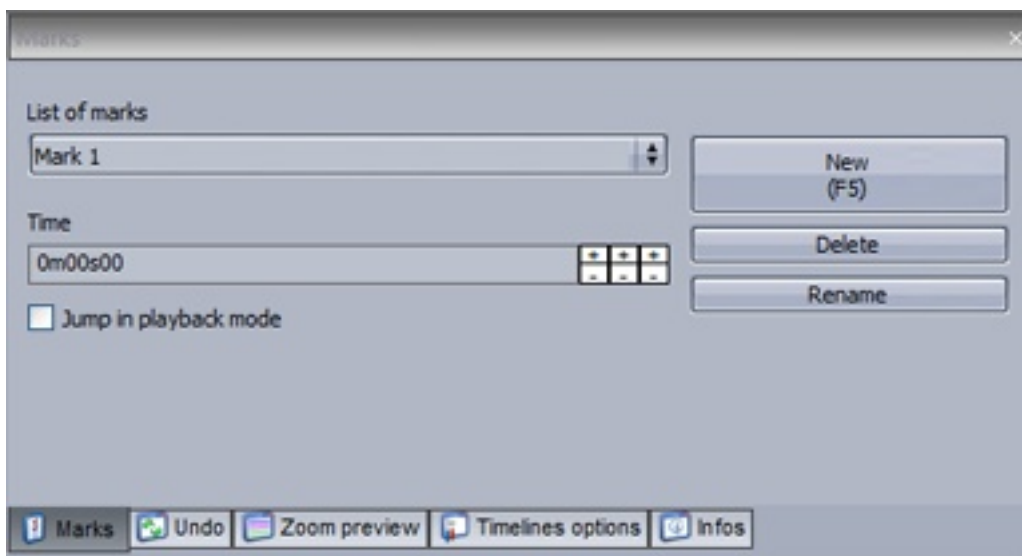 Marks
List of marks
Mark 1
New
(F5)
Time
Delete
0m00s00
+ + +
- - -
Rename
Jump in playback mode
Marks Undo Zoom preview Timelines options Infos